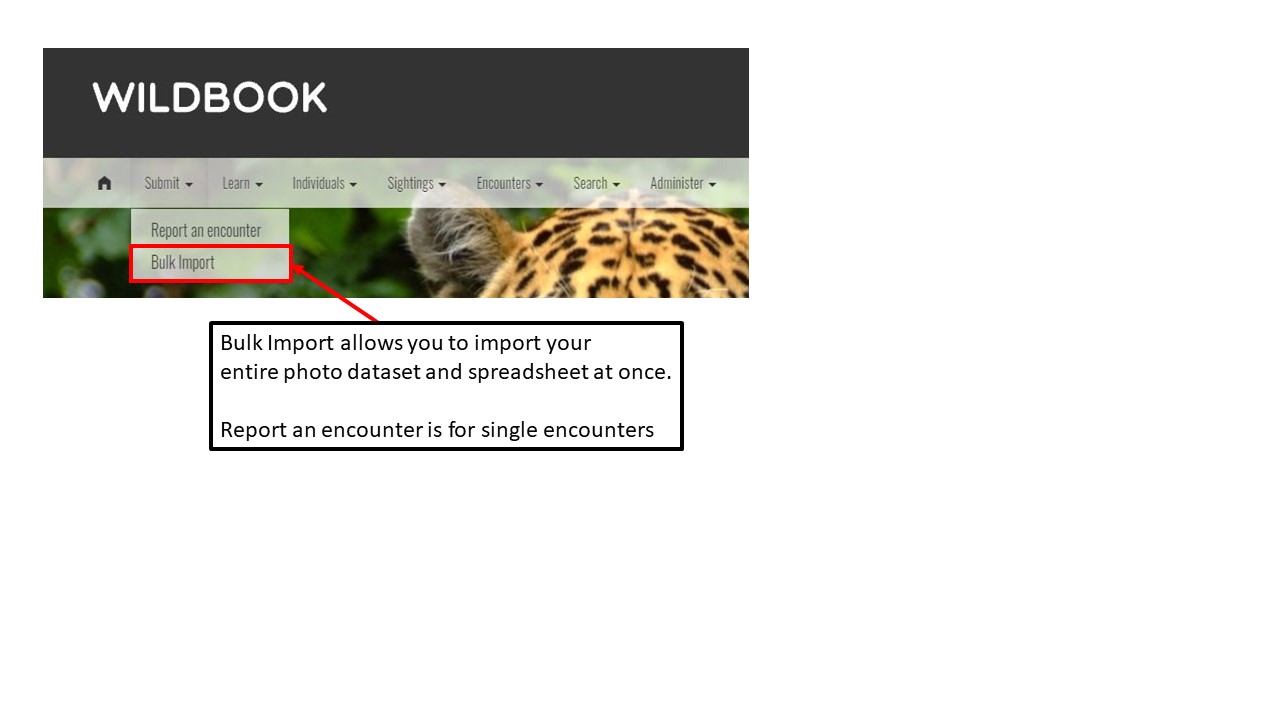 WILDBOOK
Submit Learn Individuals Sightings Encounters Search Administer
Report an encounter
Bulk Import
Bulk Import allows you to import your
entire photo dataset and spreadsheet at once.
Report an encounter is for single encounters